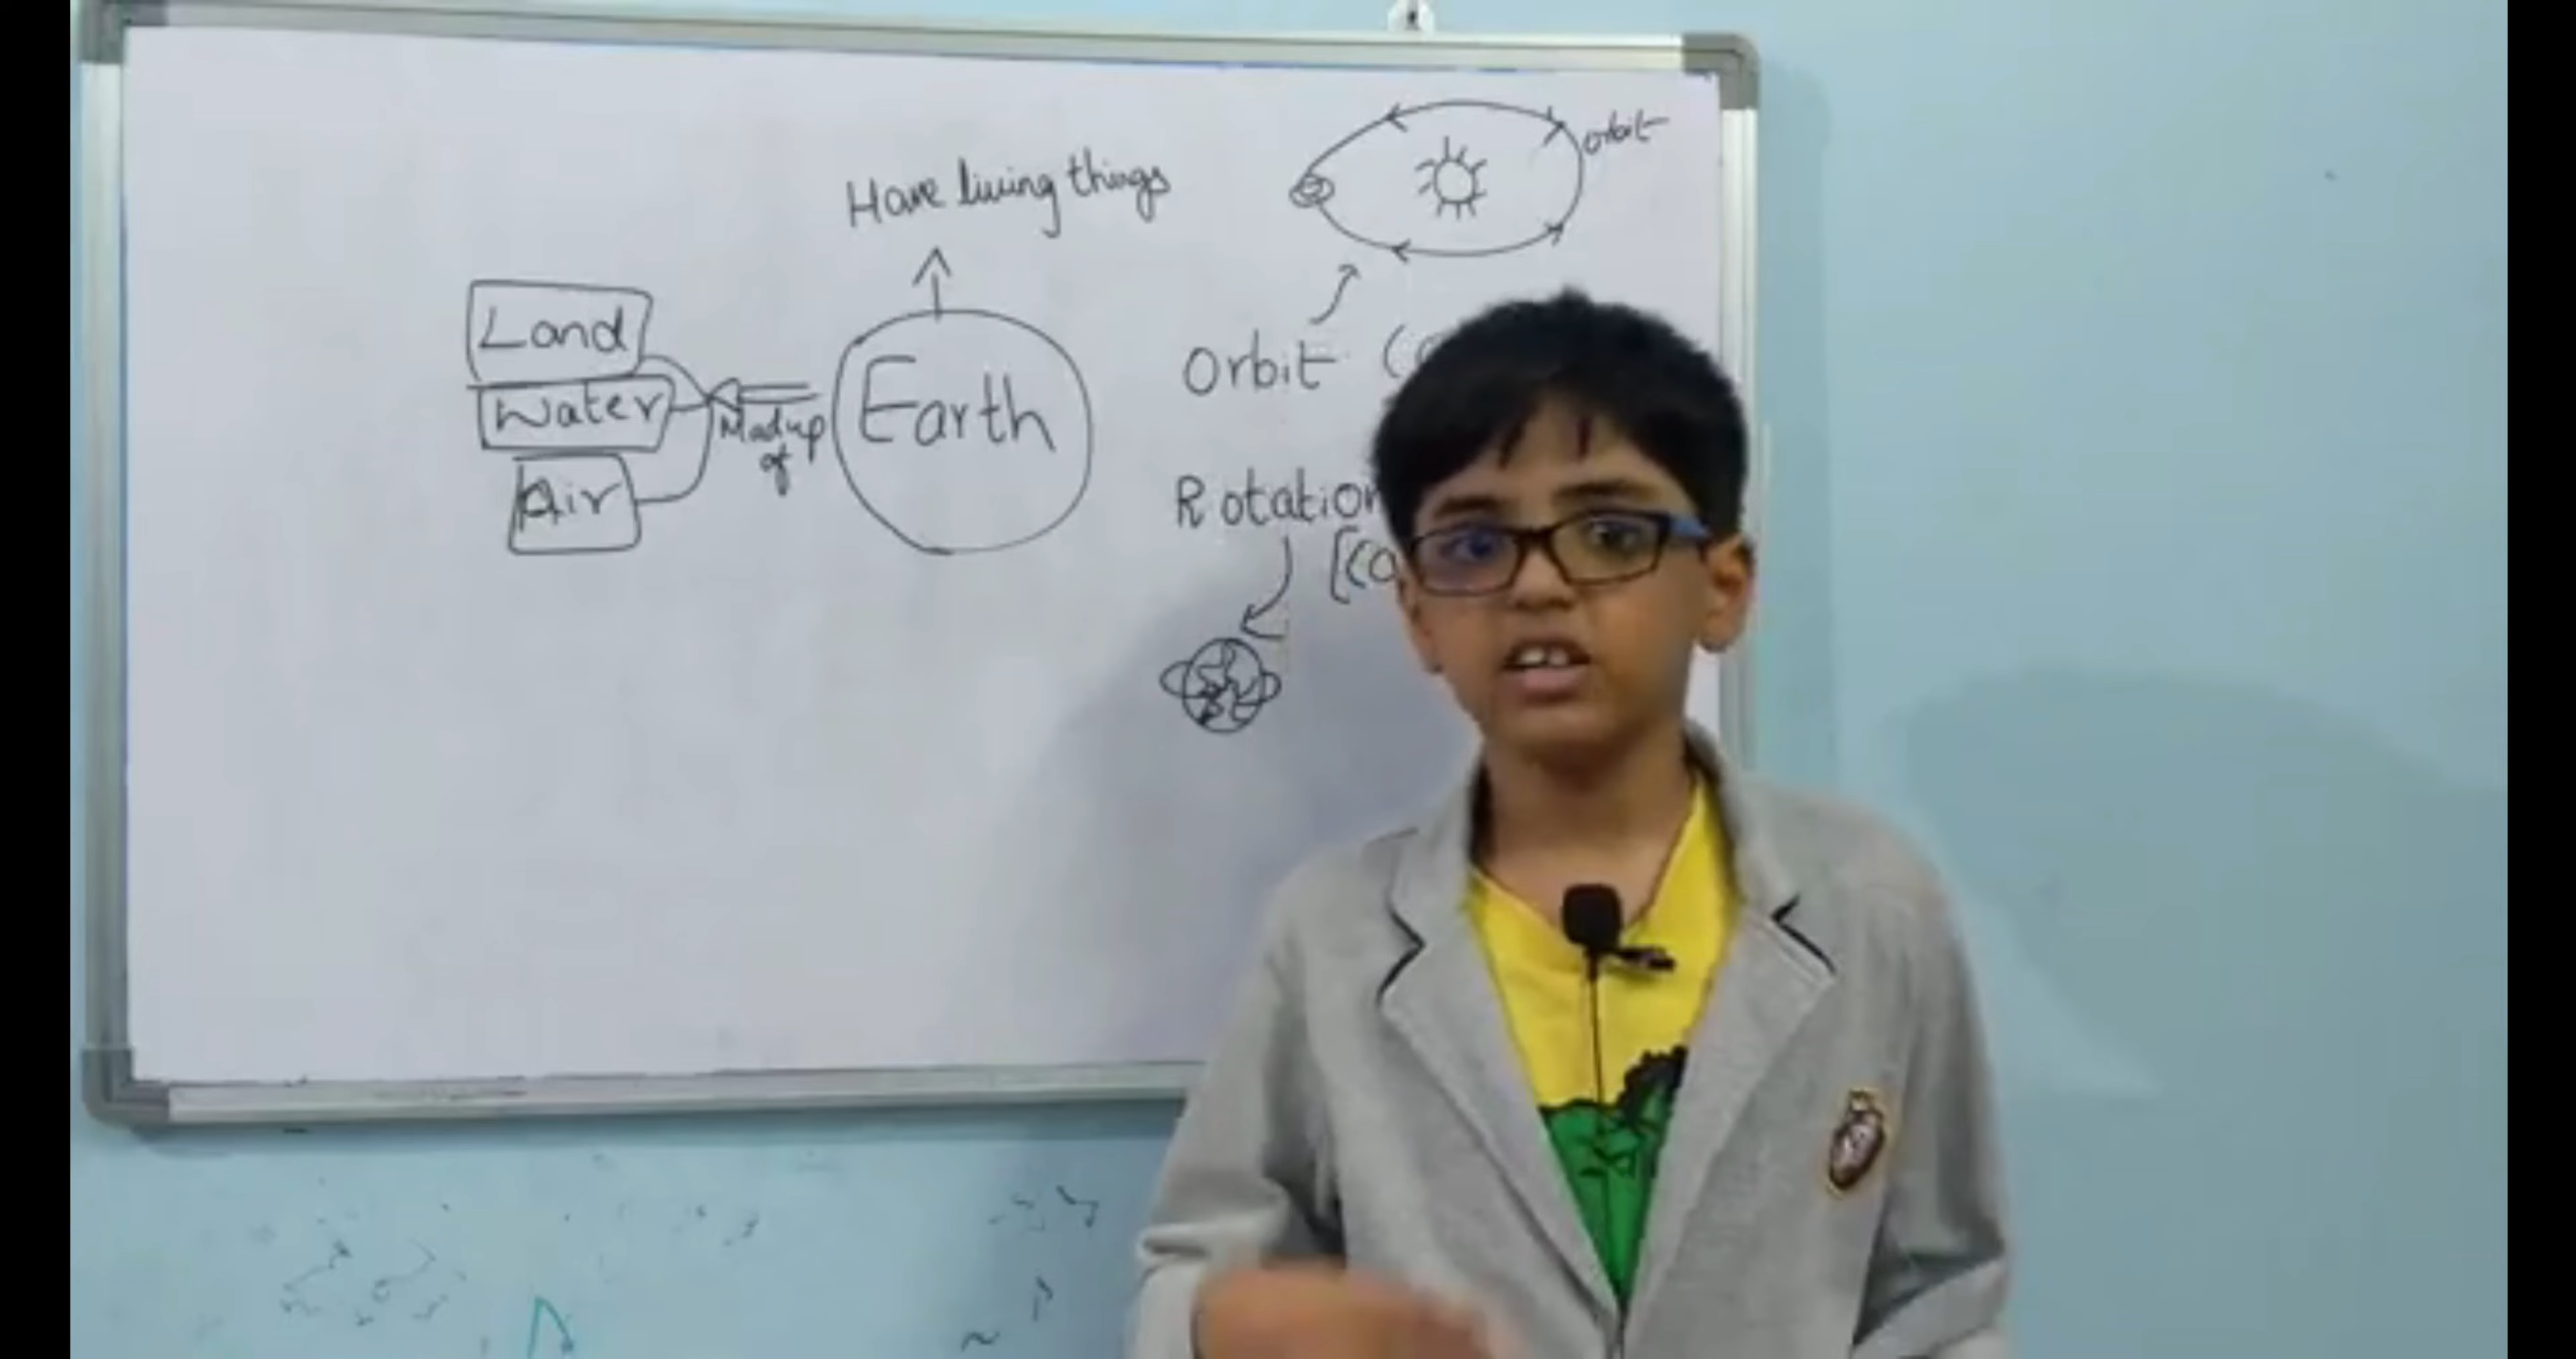 orbit
Have living things
Land
Water
Air
Madup
of
Earth
Orbit
Rotation